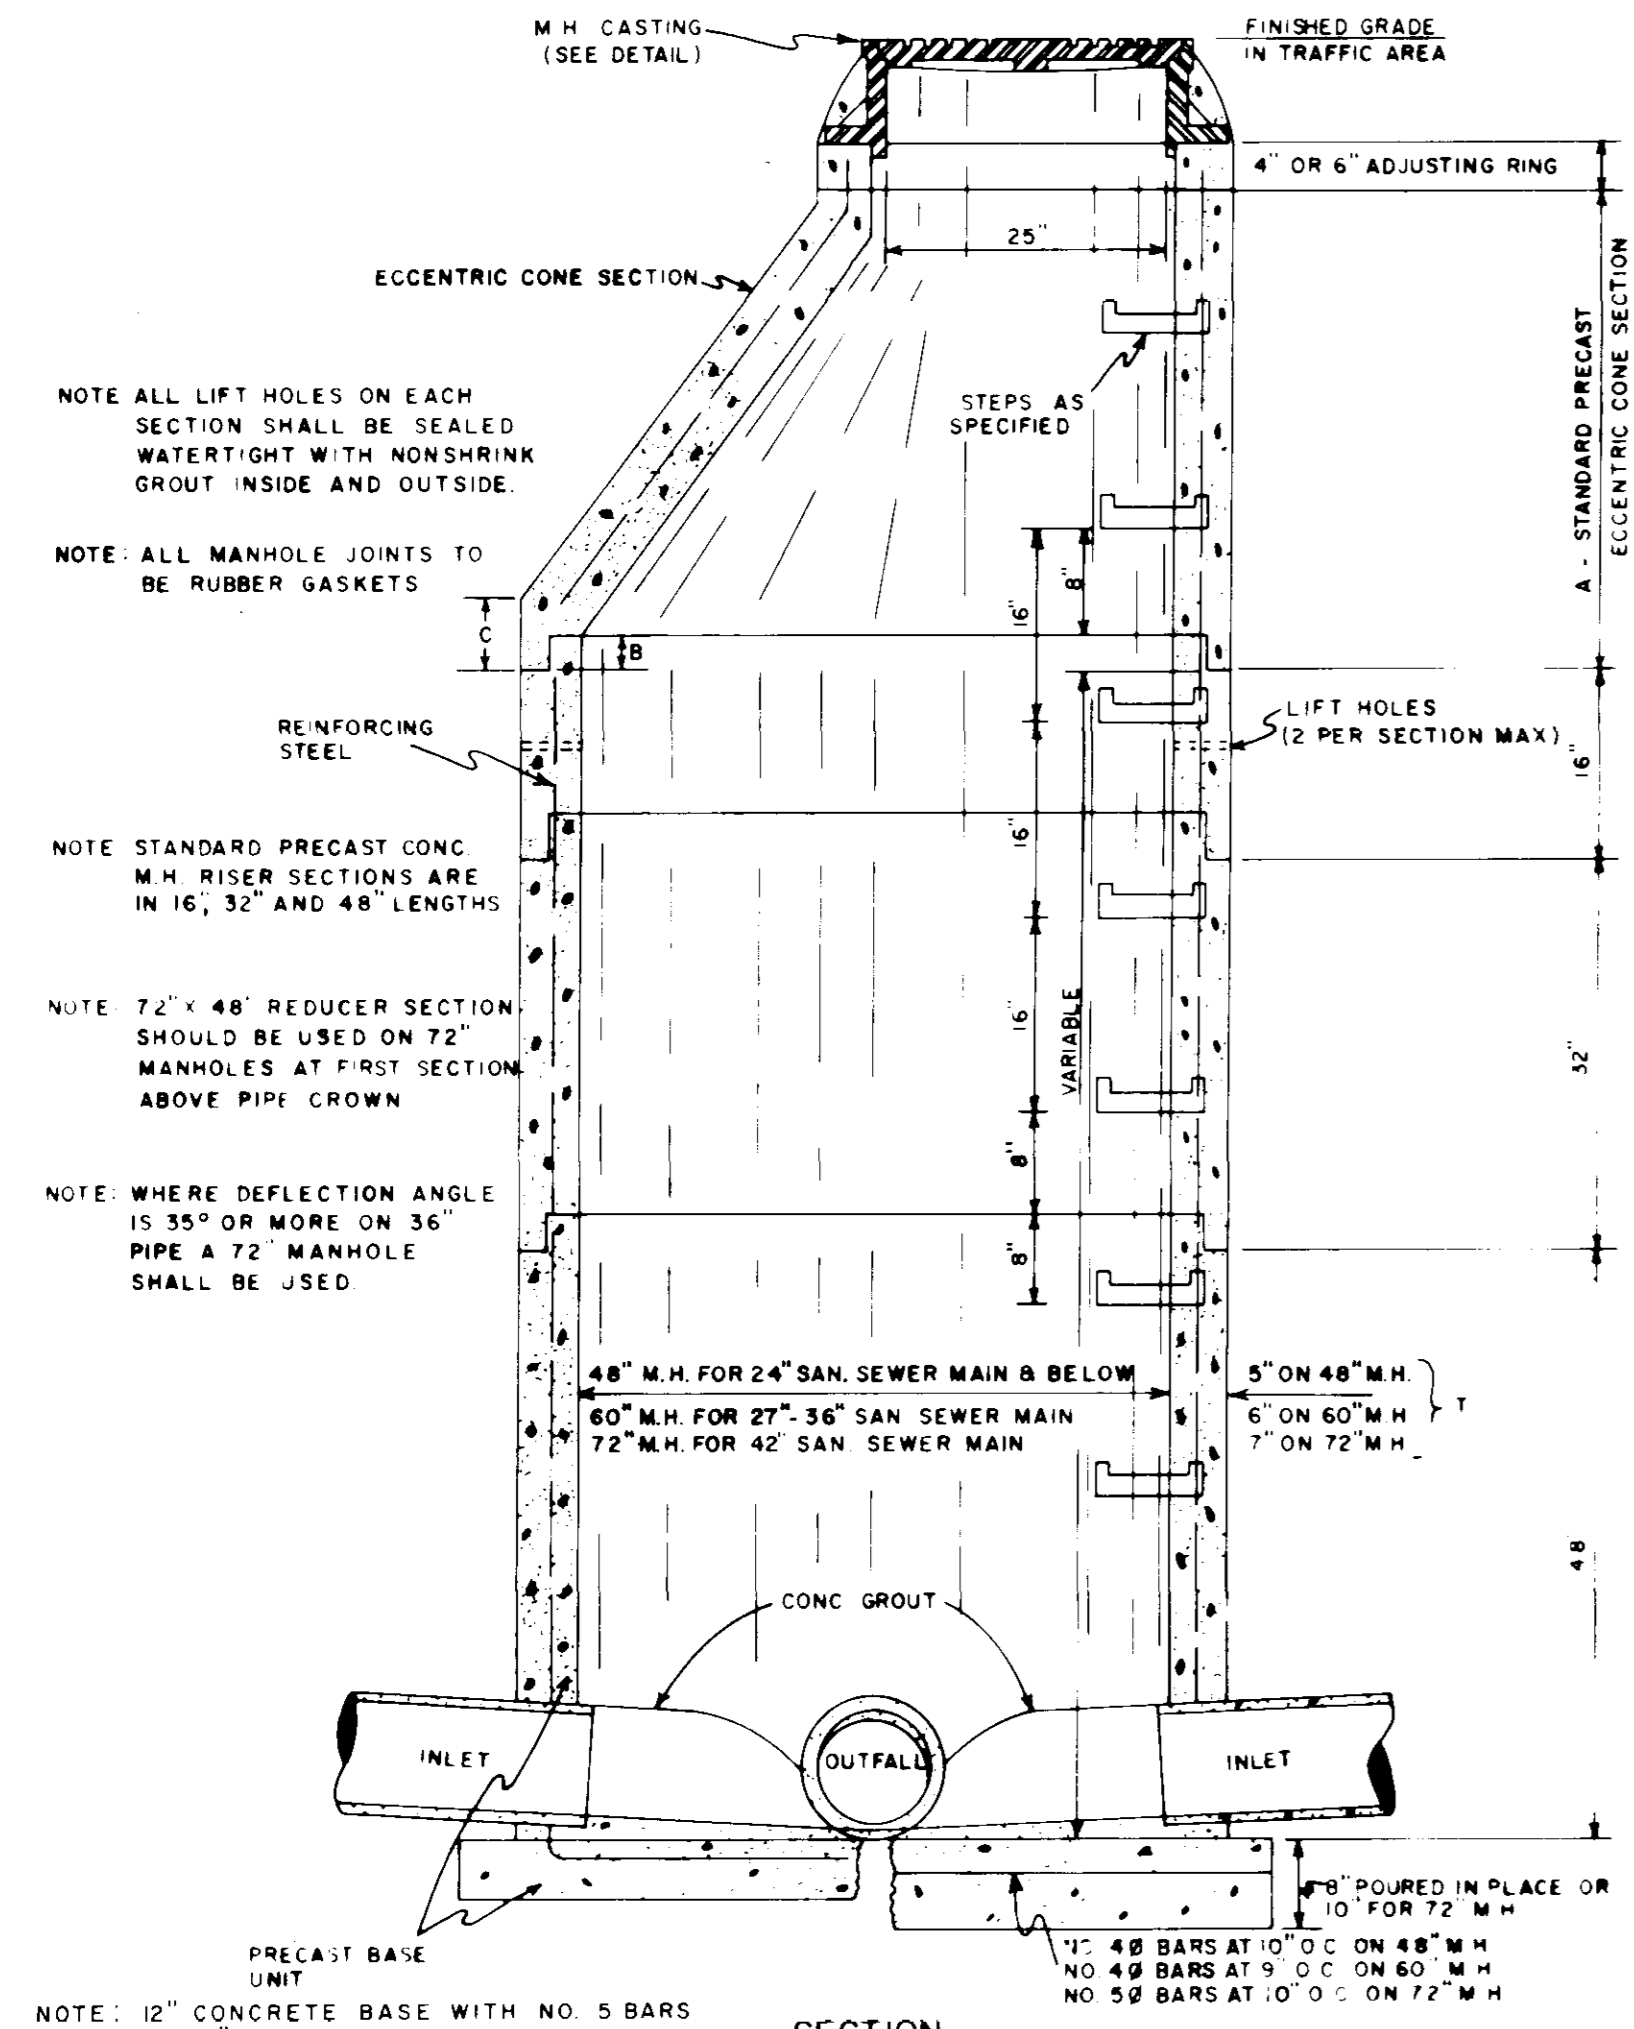 M H CASTING
(SEE DETAIL)
FINISHED GRADE
IN TRAFFIC AREA
4" OR 6" ADJUSTING RING
25"
ECCENTRIC CONE SECTION
A - STANDARD PRECAST
ECCENTRIC CONE SECTION
STEPS AS
SPECIFIED
NOTE ALL LIFT HOLES ON EACH
SECTION SHALL BE SEALED
WATERTIGHT WITH NONSHRINK
GROUT INSIDE AND OUTSIDE.
NOTE: ALL MANHOLE JOINTS TO
BE RUBBER GASKETS
C
B
16"
8"
REINFORCING
STEEL
LIFT HOLES
(2 PER SECTION MAX)
16"
16"
NOTE STANDARD PRECAST CONC.
M.H. RISER SECTIONS ARE
IN 16", 32" AND 48" LENGTHS
NOTE: 72" X 48' REDUCER SECTION
SHOULD BE USED ON 72"
MANHOLES AT FIRST SECTION
ABOVE PIPE CROWN
16"
VARIABLE
32"
8"
8"
NOTE: WHERE DEFLECTION ANGLE
IS 35° OR MORE ON 36"
PIPE A 72" MANHOLE
SHALL BE USED.
48" M.H. FOR 24" SAN. SEWER MAIN & BELOW
60" M.H. FOR 27"-36" SAN SEWER MAIN
72" M.H. FOR 42" SAN. SEWER MAIN
5" ON 48" M.H.
6" ON 60" M.H
7" ON 72" M H
T
48
CONC GROUT
INLET
OUTFALL
INLET
8" POURED IN PLACE OR
10" FOR 72" M H
PRECAST BASE
UNIT
4Ø BARS AT 10" O C ON 48" M H
NO. 4Ø BARS AT 9" O C ON 60" M H
NO. 5Ø BARS AT 10" O C ON 72" M H
NOTE: 12" CONCRETE BASE WITH NO. 5 BARS
SECTION